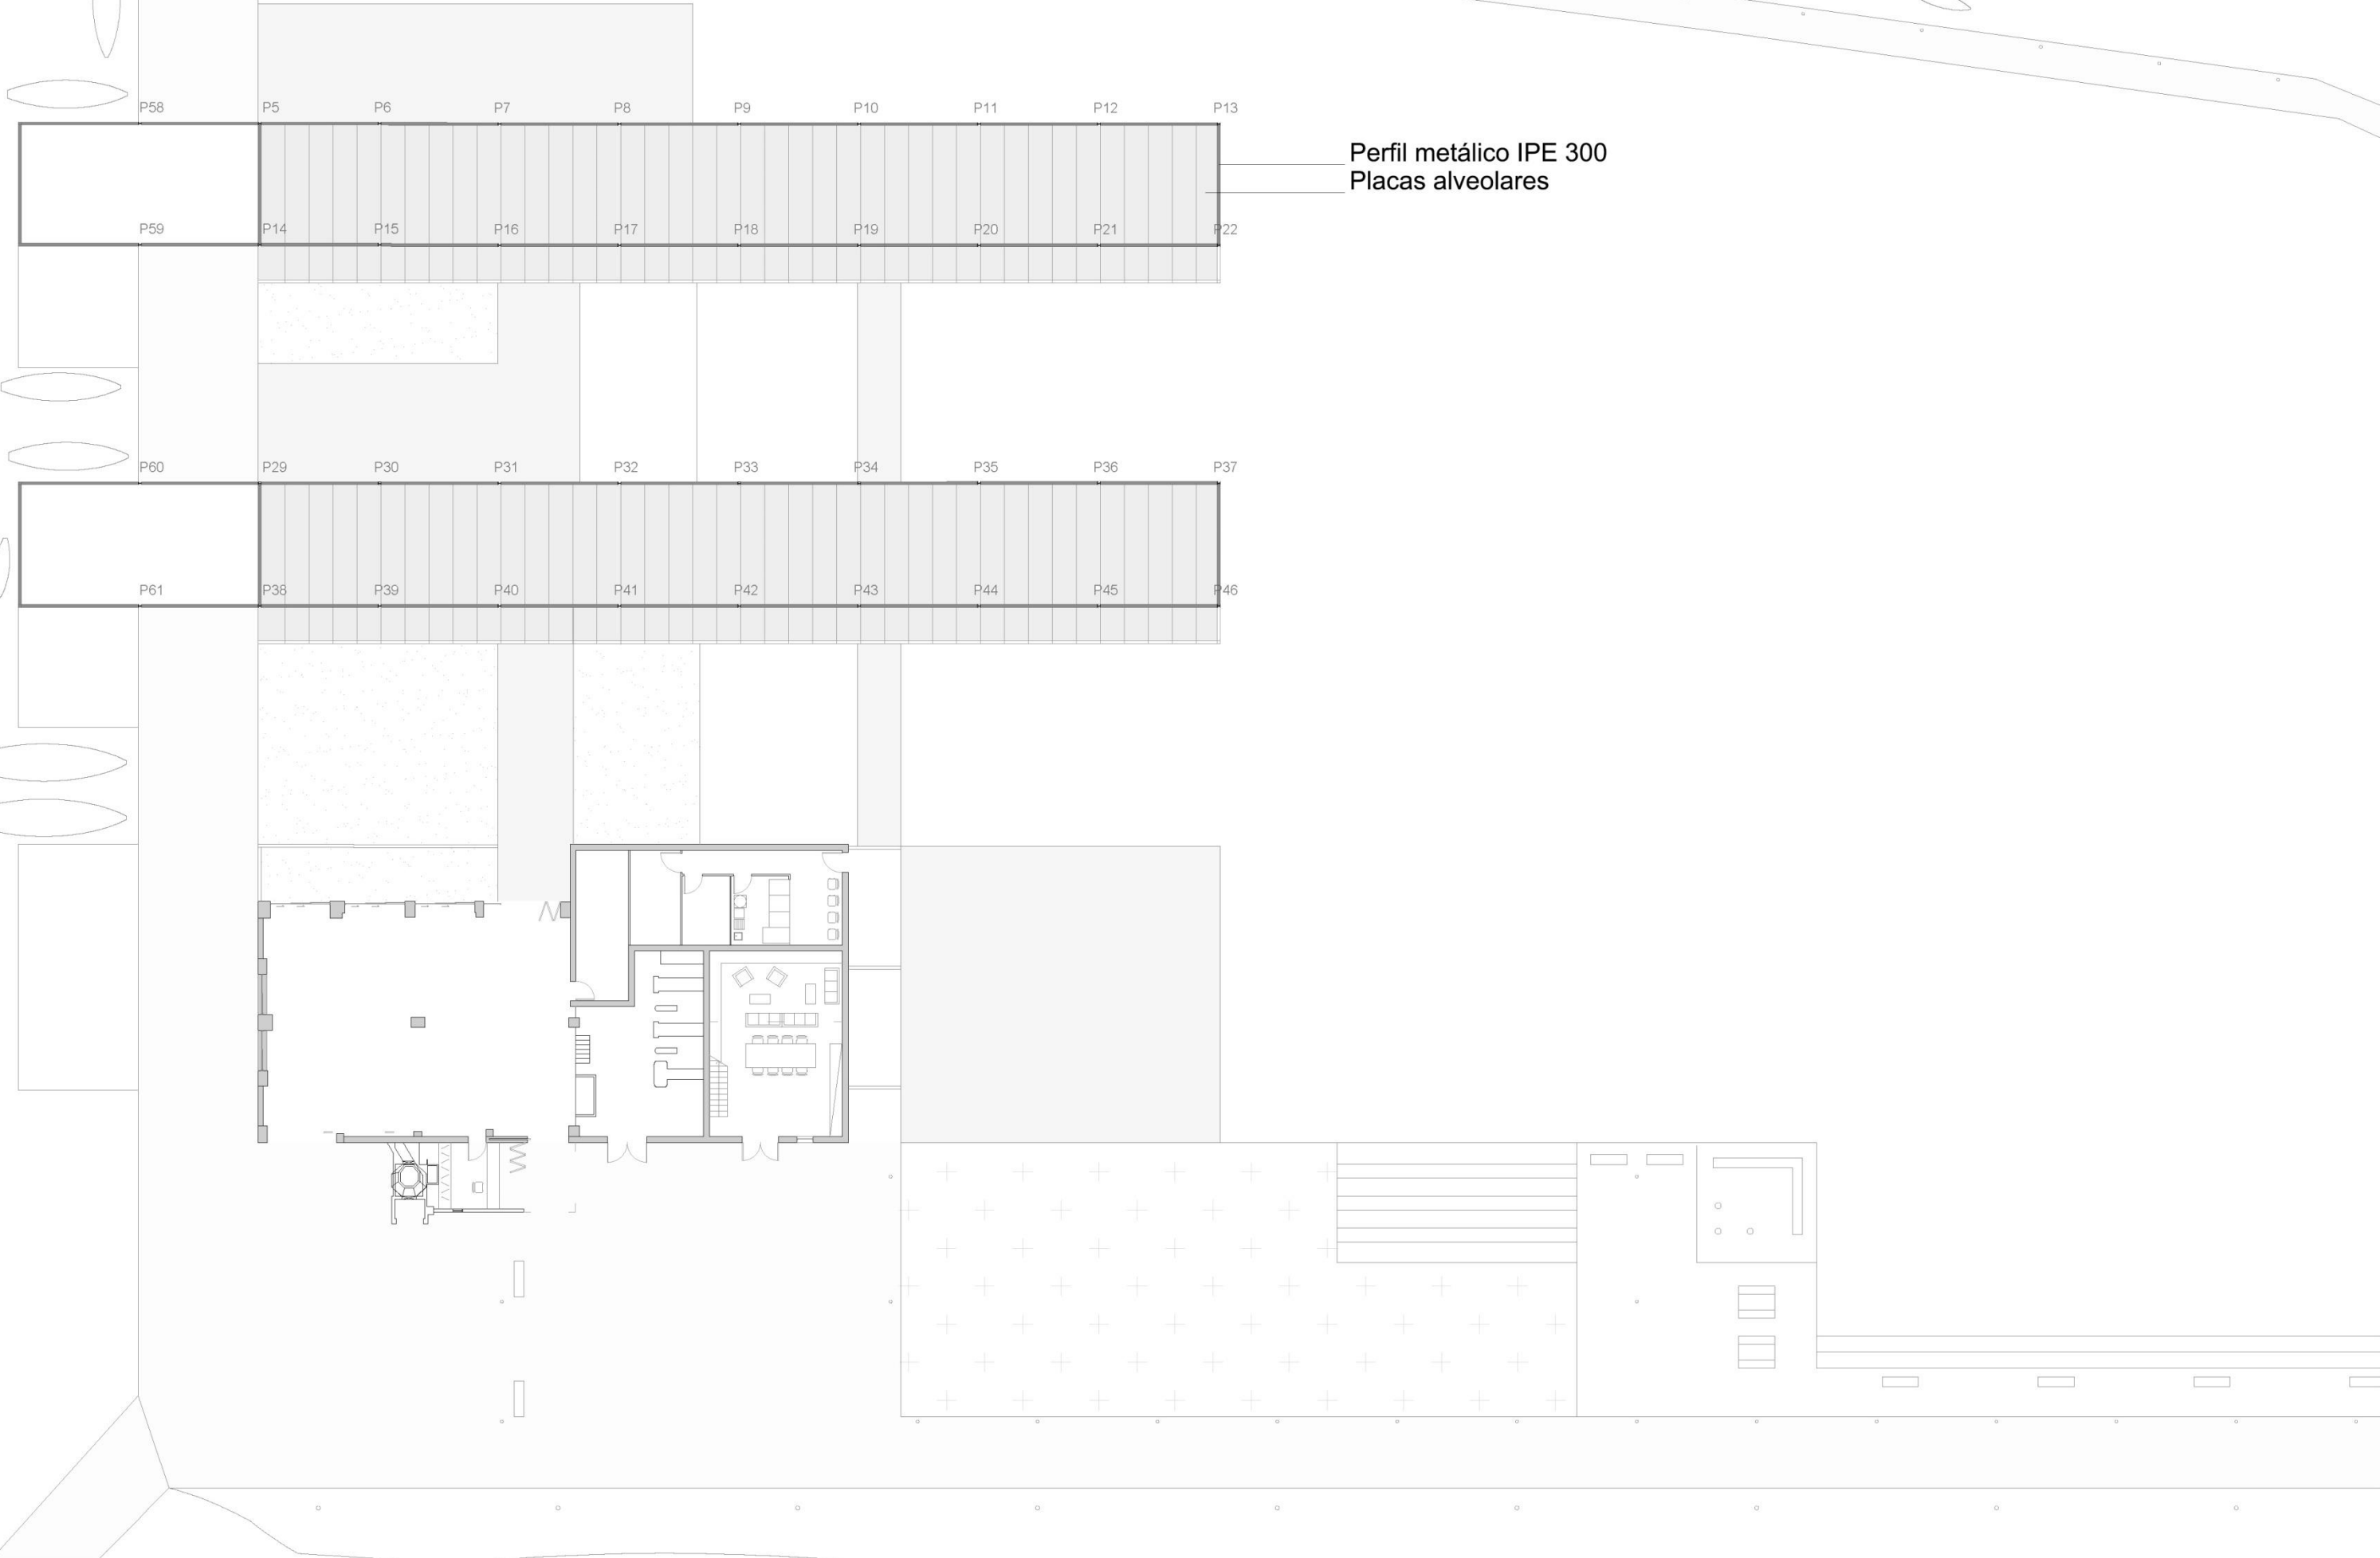 P58 P5 P6 P7 P8 P9 P10 P11 P12 P13
Perfil metálico IPE 300
Placas alveolares
P59 P14 P15 P16 P17 P18 P19 P20 P21 P22
P60 P29 P30 P31 P32 P33 P34 P35 P36 P37
P61 P38 P39 P40 P41 P42 P43 P44 P45 P46